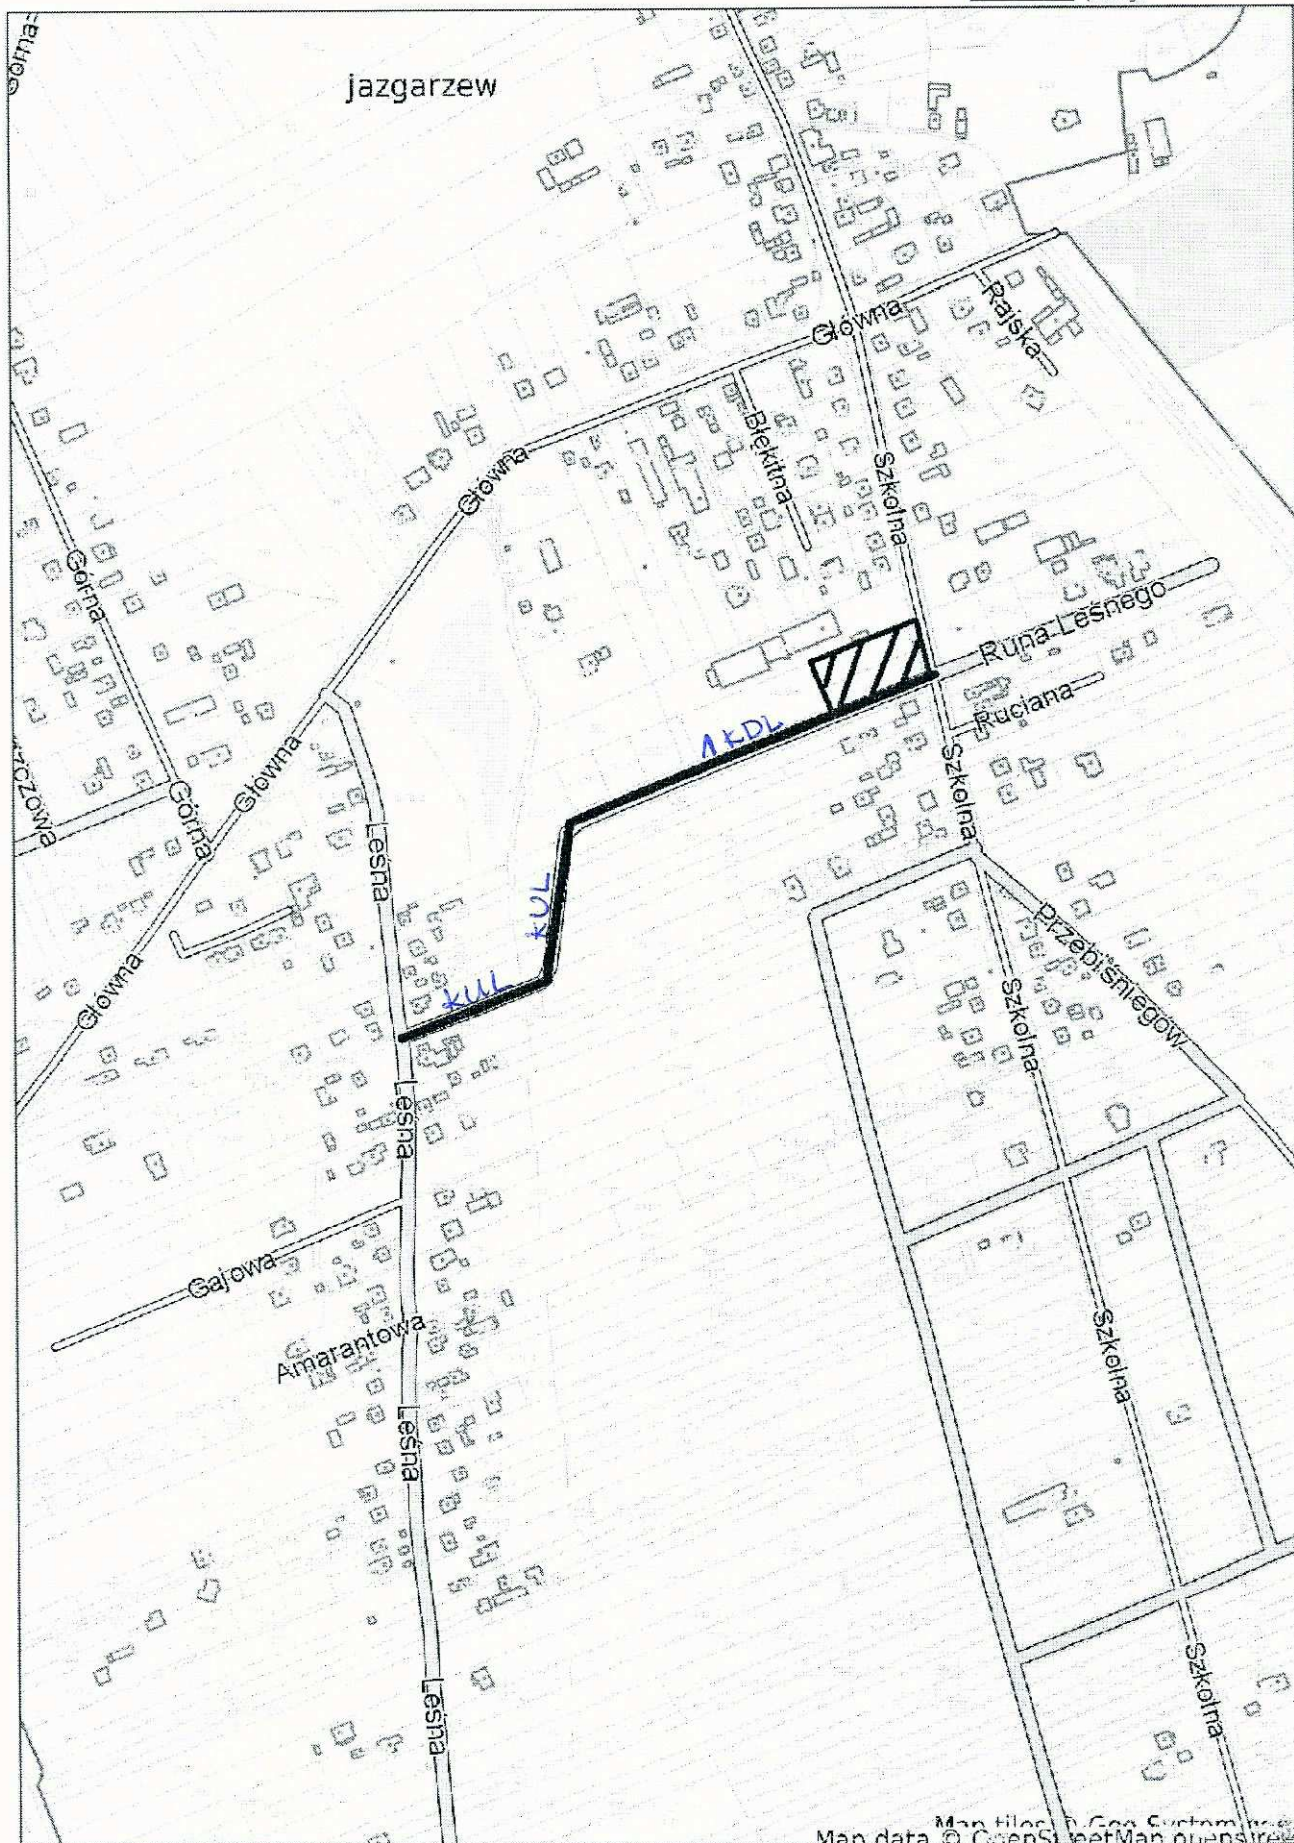 jazgarzew
Główna
Rajska
Błękitna
Główna
Szkolna
Górna
Runa Leśnego
Ruciana
1KDL
Główna
Górna
Szkolna
Leśna
KUL
KUL
Przebiśniegów
Główna
Szkolna
Leśna
Gajowa
Amarantowa
Szkolna
Leśna
Szkolna
Leśna
Map data © OpenStreetMap